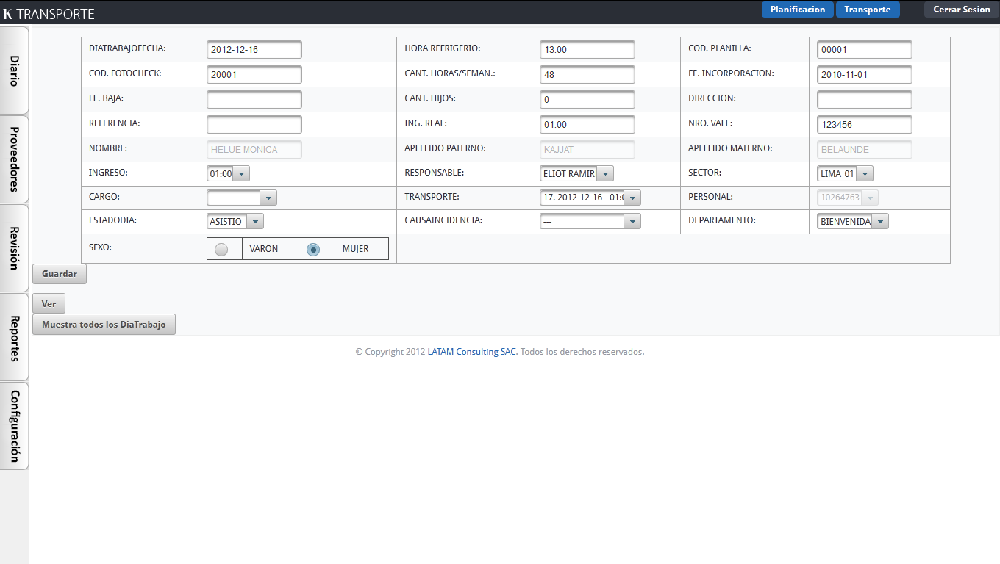 K-TRANSPORTE
Planificacion
Transporte
Cerrar Sesion
Diario
Proveedores
Revisión
Reportes
Configuración
DIATRABAJOFECHA: 2012-12-16 HORA REFRIGERIO: 13:00 COD. PLANILLA: 00001
COD. FOTOCHECK: 20001 CANT. HORAS/SEMAN.: 48 FE. INCORPORACION: 2010-11-01
FE. BAJA: CANT. HIJOS: 0 DIRECCION:
REFERENCIA: ING. REAL: 01:00 NRO. VALE: 123456
NOMBRE: HELUE MONICA APELLIDO PATERNO: KAJJAT APELLIDO MATERNO: BELAUNDE
INGRESO: 01:00 RESPONSABLE: ELIOT RAMIRI SECTOR: LIMA_01
CARGO: --- TRANSPORTE: 17. 2012-12-16 - 01:0 PERSONAL: 10264763
ESTADODIA: ASISTIO CAUSAINCIDENCIA: --- DEPARTAMENTO: BIENVENIDA
SEXO: VARON MUJER
Guardar
Ver
Muestra todos los DiaTrabajo
© Copyright 2012 LATAM Consulting SAC. Todos los derechos reservados.